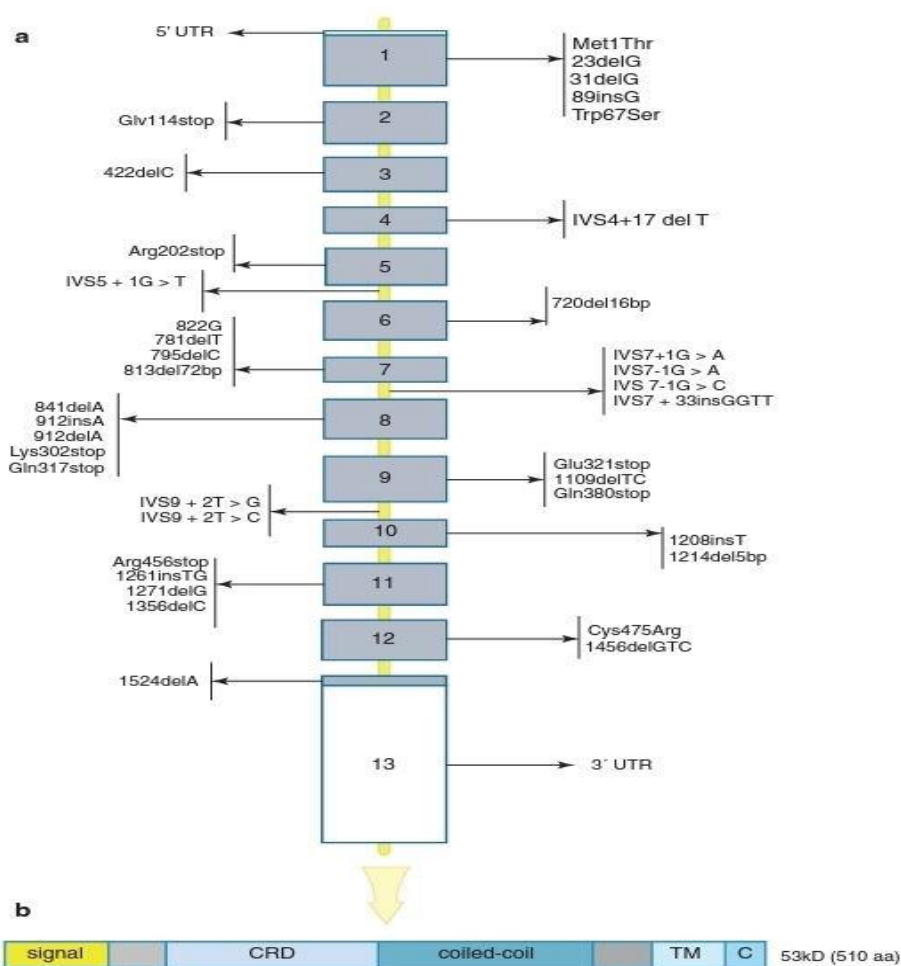 a
5' UTR
1
Met1Thr
23delG
31delG
89insG
Trp67Ser
2
Glv114stop
3
422delC
4
IVS4+17 del T
Arg202stop
5
IVS5 + 1G > T
6
720del16bp
822G
781delT
795delC
813del72bp
7
IVS7+1G > A
IVS7-1G > A
IVS 7-1G > C
IVS7 + 33insGGTT
841delA
912insA
912delA
Lys302stop
Gln317stop
8
9
Glu321stop
1109delTC
Gln380stop
IVS9 + 2T > G
IVS9 + 2T > C
10
1208insT
1214del5bp
Arg456stop
1261insTG
1271delG
1356delC
11
12
Cys475Arg
1456delGTC
1524delA
13
3´ UTR
b
signal
CRD
coiled-coil
TM
C
53kD (510 aa)